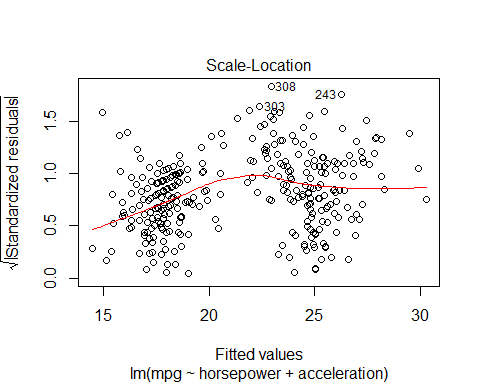 Scale-Location
√|Standardized residuals|
1.5
1.0
0.5
0.0
308
243
303
15
20
25
30
Fitted values
lm(mpg ~ horsepower + acceleration)